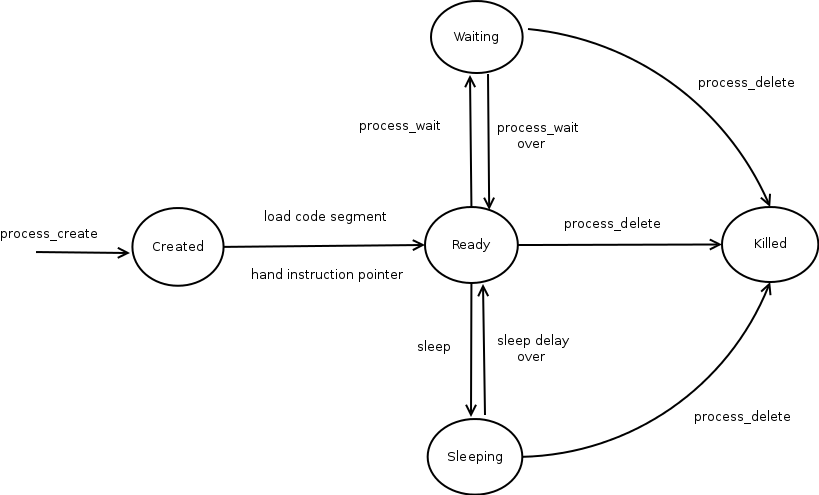 Waiting
process_delete
process_wait
process_wait
over
process_create
load code segment
process_delete
Created
Ready
Killed
hand instruction pointer
sleep
sleep delay
over
process_delete
Sleeping